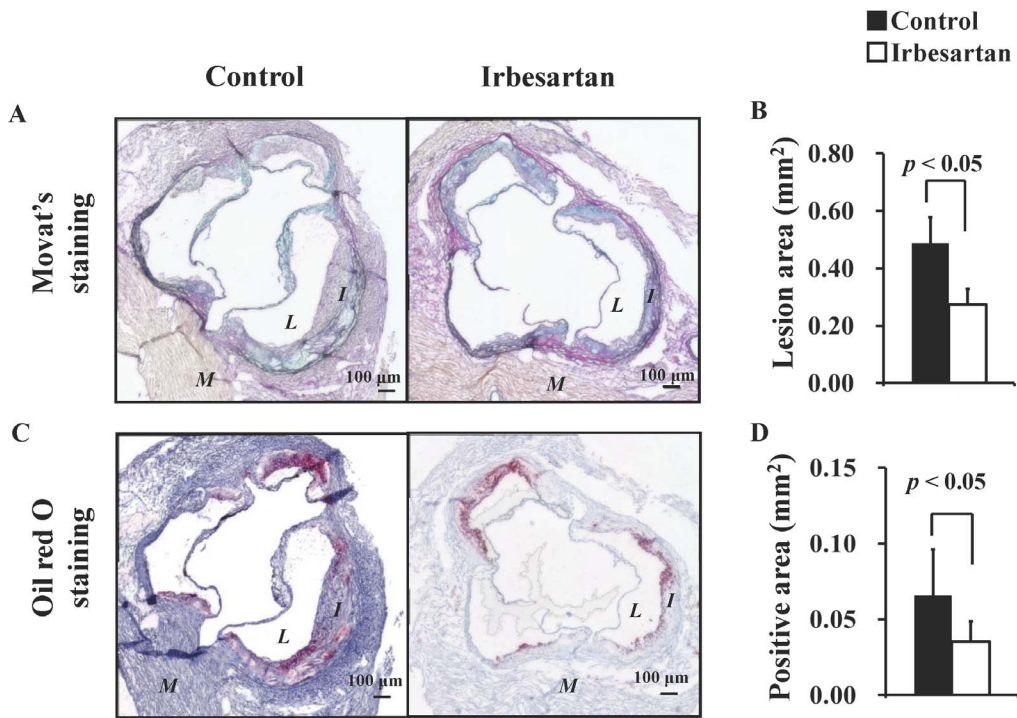 Control
Irbesartan
Control
Irbesartan
A
Movat's
staining
L
I
M
100 µm
L
I
M
100 µm
B
Lesion area (mm²)
0.80
0.60
0.40
0.20
0.00
p < 0.05
C
Oil red O
staining
L
I
M
100 µm
L
I
M
100 µm
D
Positive area (mm²)
0.15
0.10
0.05
0.00
p < 0.05